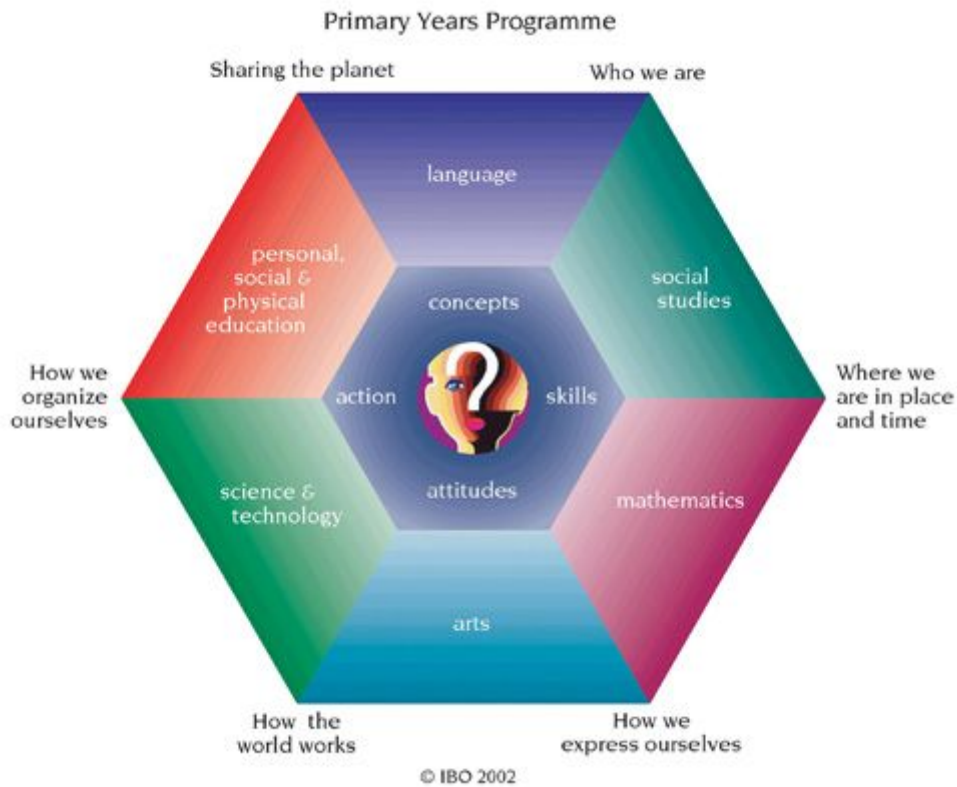 Primary Years Programme
Sharing the planet
Who we are
language
personal,
social &
physical
education
social
studies
concepts
How we
organize
ourselves
action
skills
Where we
are in place
and time
attitudes
science &
technology
mathematics
arts
How the
world works
How we
express ourselves
© IBO 2002